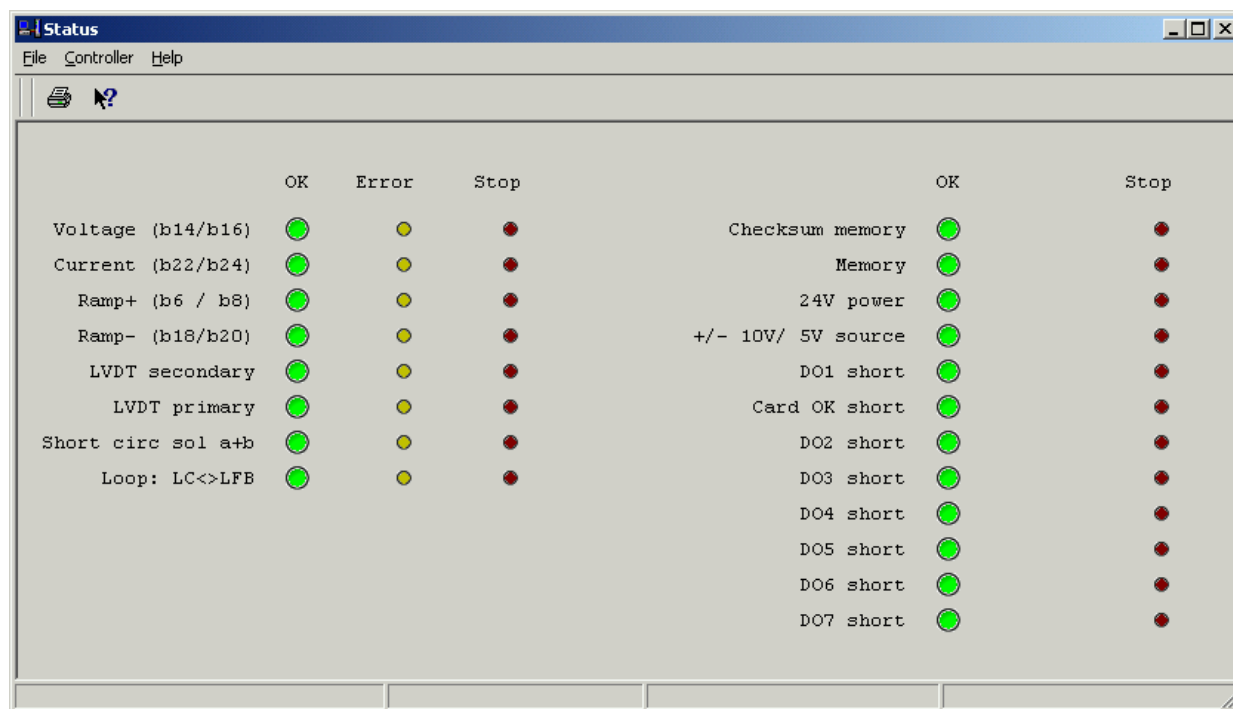 Status
File Controller Help
OK Error Stop
Voltage (b14/b16)
Current (b22/b24)
Ramp+ (b6 / b8)
Ramp- (b18/b20)
LVDT secondary
LVDT primary
Short circ sol a+b
Loop: LC<>LFB
OK Stop
Checksum memory
Memory
24V power
+/- 10V/ 5V source
DO1 short
Card OK short
DO2 short
DO3 short
DO4 short
DO5 short
DO6 short
DO7 short